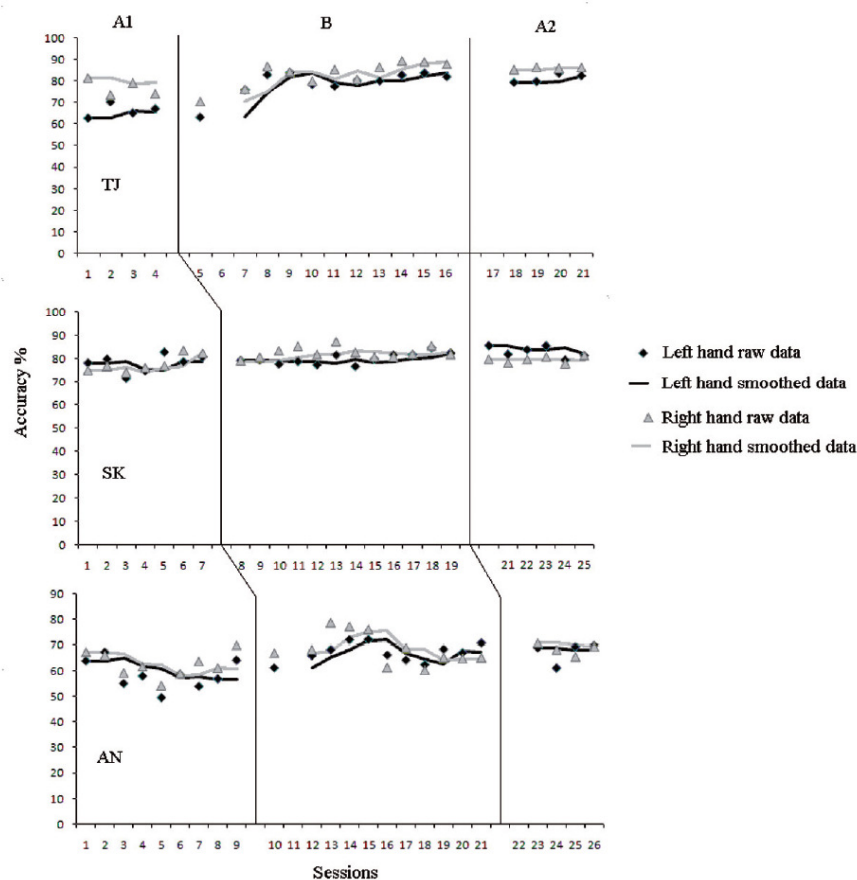 A1 B A2
100
90
80
70
60
50
40
30
20
10
0
TJ
1 2 3 4 5 6 7 8 9 10 11 12 13 14 15 16 17 18 19 20 21
100
90
80
70
60
50
40
30
20
10
0
SK
1 2 3 4 5 6 7 8 9 10 11 12 13 14 15 16 17 18 19 21 22 23 24 25
90
80
70
60
50
40
30
20
10
0
AN
1 2 3 4 5 6 7 8 9 10 11 12 13 14 15 16 17 18 19 20 21 22 23 24 25 26
Accuracy %
Sessions
Left hand raw data
Left hand smoothed data
Right hand raw data
Right hand smoothed data